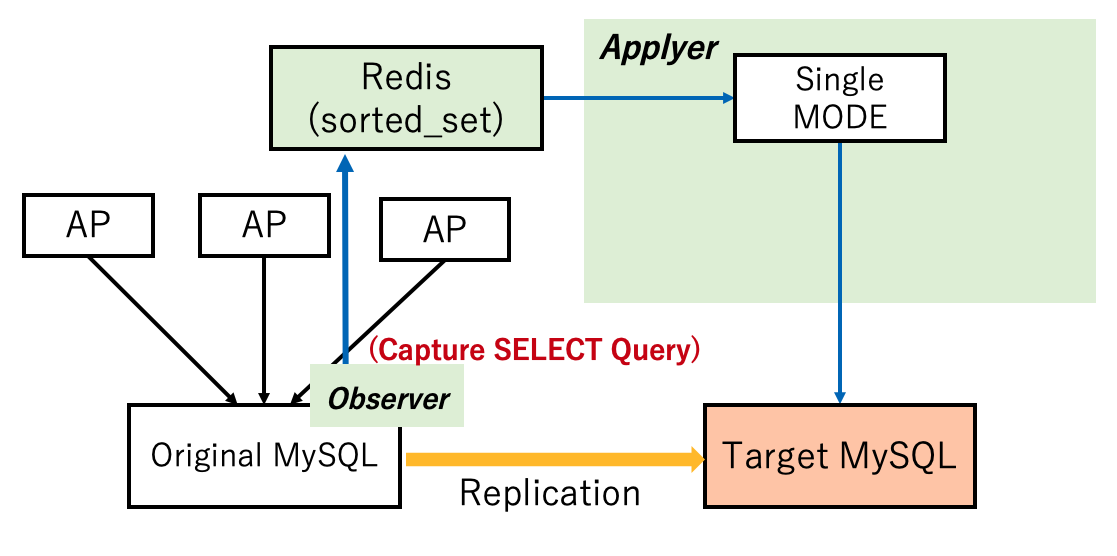 Applyer
Redis
(sorted_set)
Single
MODE
AP
AP
AP
(Capture SELECT Query)
Observer
Original MySQL
Target MySQL
Replication